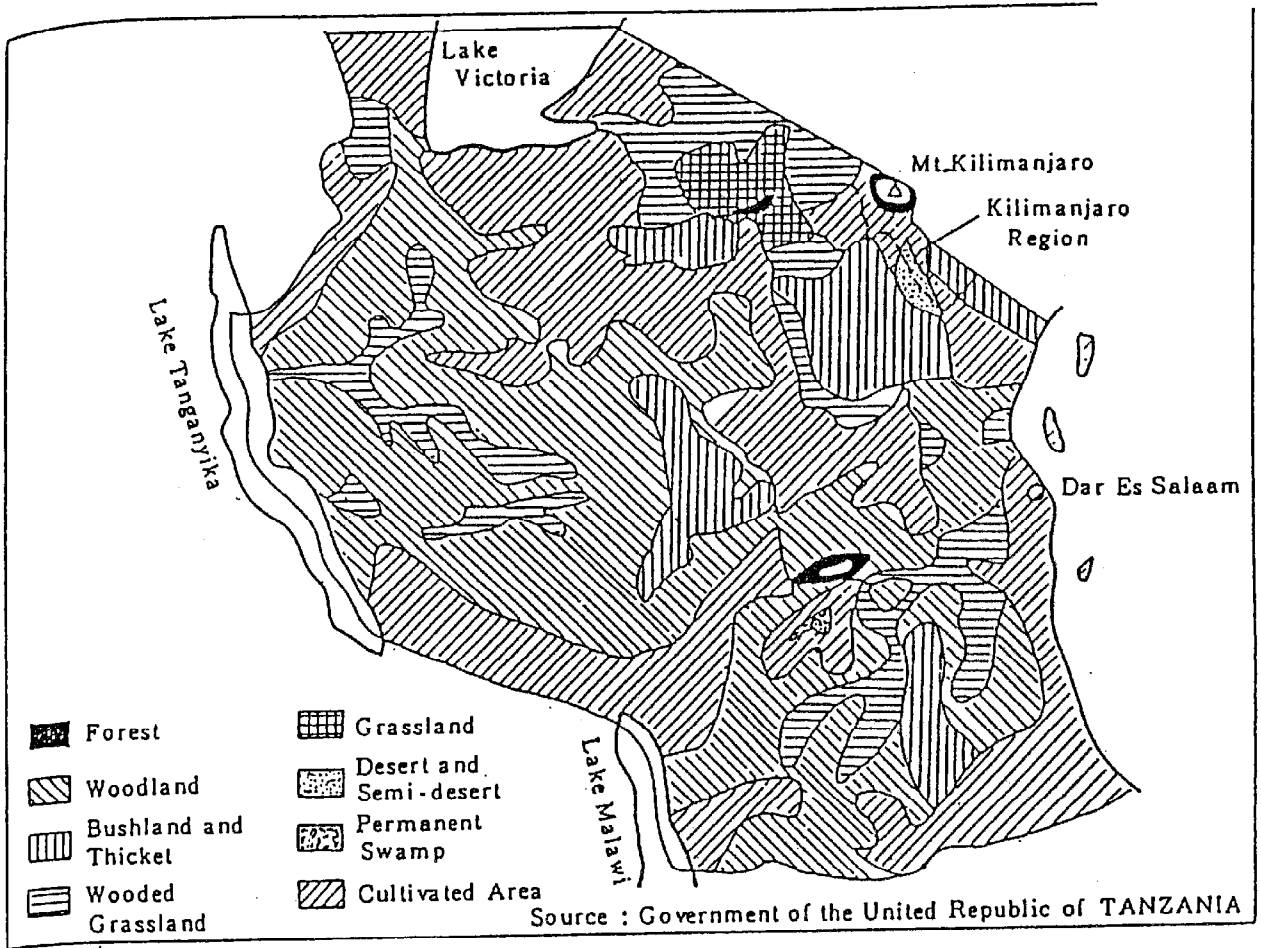 Lake
Victoria
Mt. Kilimanjaro
Kilimanjaro
Region
Lake Tanganyika
Dar Es Salaam
Lake Malawi
Forest
Woodland
Bushland and
Thicket
Wooded
Grassland
Grassland
Desert and
Semi-desert
Permanent
Swamp
Cultivated Area
Source : Government of the United Republic of TANZANIA